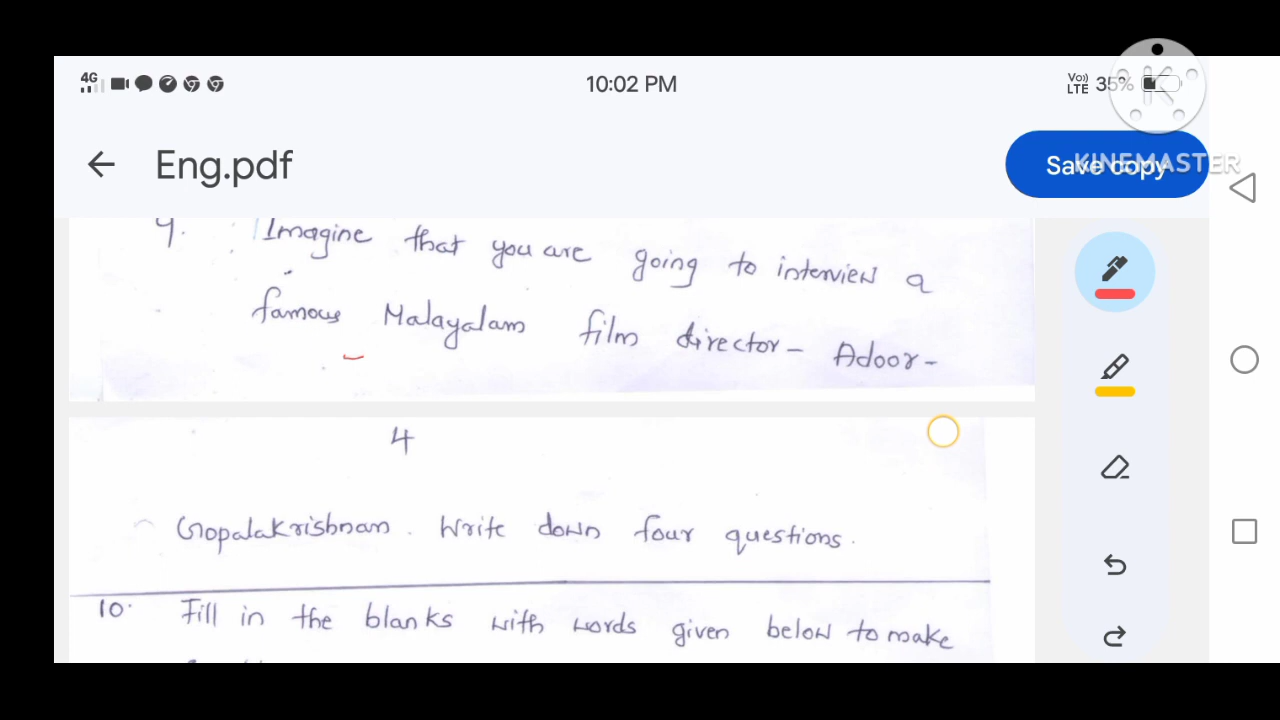 4G
10:02 PM
Vo) LTE 35%
Eng.pdf
Save copy
KINEMASTER
9. Imagine that you are going to interview a
famous Malayalam film director - Adoor-
4
Gopalakrishnan. Write down four questions.
10. Fill in the blanks with words given below to make